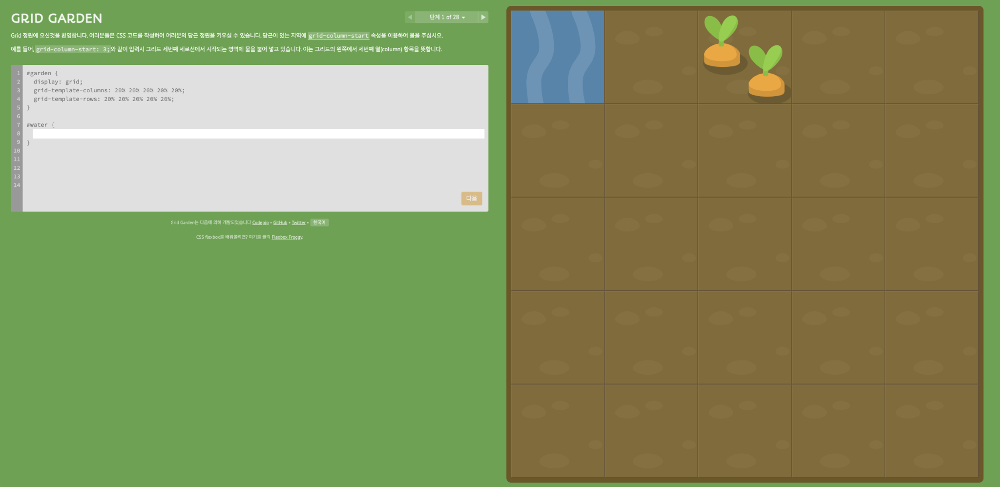 GRID GARDEN
◀ 단계 1 of 28 ▶
Grid 정원에 오신것을 환영합니다. 여러분들은 CSS 코드를 작성하여 여러분의 당근 정원을 키우실 수 있습니다. 당근이 있는 지역에 grid-column-start 속성을 이용하여 물을 주십시오.
예를 들어, grid-column-start: 3;와 같이 입력시 그리드 세번째 세로선에서 시작되는 영역에 물을 붙어 넣고 있습니다. 이는 그리드의 왼쪽에서 세번째 열(column) 항목을 뜻합니다.
1 #garden {
2 display: grid;
3 grid-template-columns: 20% 20% 20% 20% 20%;
4 grid-template-rows: 20% 20% 20% 20% 20%;
5 }
6
7 #water {
8
9 }
10
11
12
13
14
다음
Grid Garden는 다음에 의해 개발되었습니다 Codepip • GitHub • Twitter • 한국어
CSS flexbox를 배워볼려면? 여기를 클릭 Flexbox Froggy.